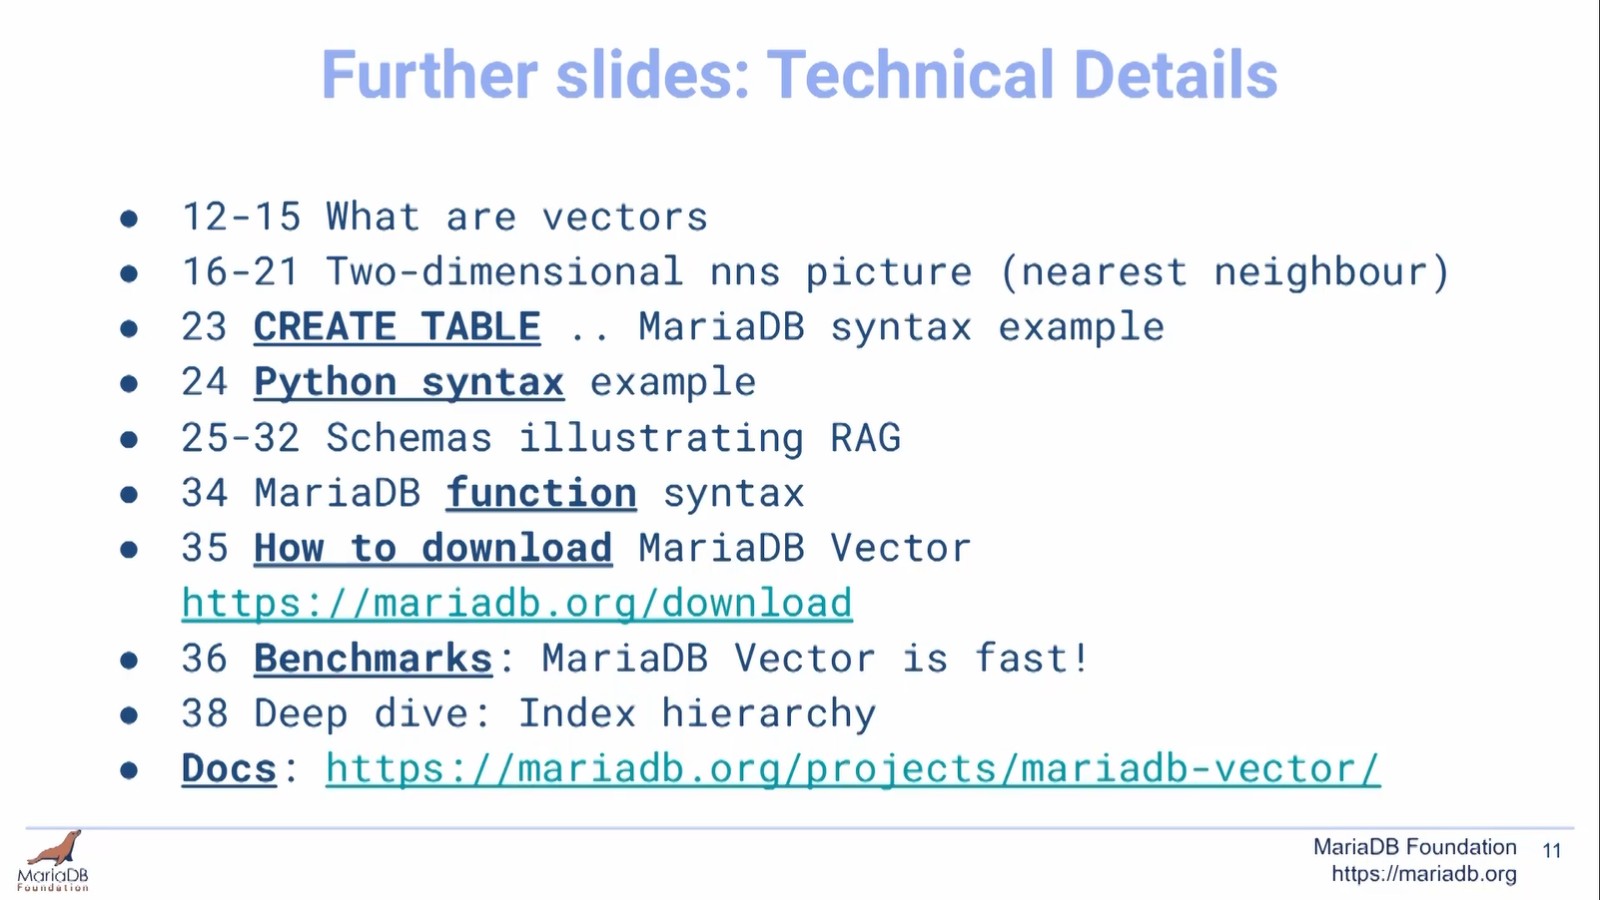 Further slides: Technical Details
● 12-15 What are vectors
● 16-21 Two-dimensional nns picture (nearest neighbour)
● 23 CREATE TABLE .. MariaDB syntax example
● 24 Python syntax example
● 25-32 Schemas illustrating RAG
● 34 MariaDB function syntax
● 35 How to download MariaDB Vector
https://mariadb.org/download
● 36 Benchmarks: MariaDB Vector is fast!
● 38 Deep dive: Index hierarchy
● Docs: https://mariadb.org/projects/mariadb-vector/
MariaDB
Foundation
MariaDB Foundation
https://mariadb.org
11